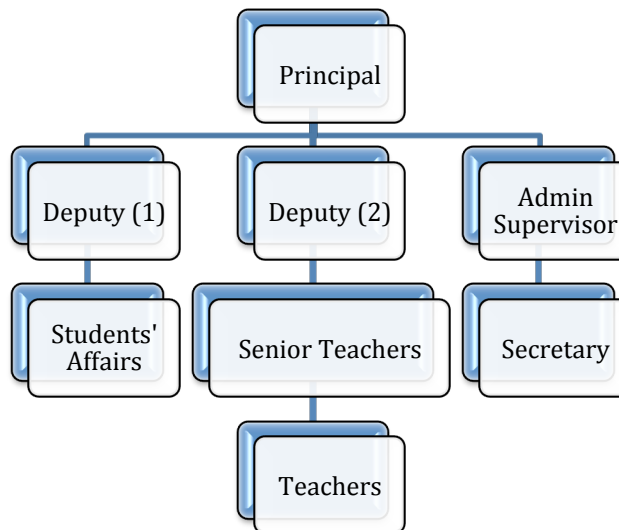 Principal
Deputy (1)
Deputy (2)
Admin
Supervisor
Students'
Affairs
Senior Teachers
Secretary
Teachers